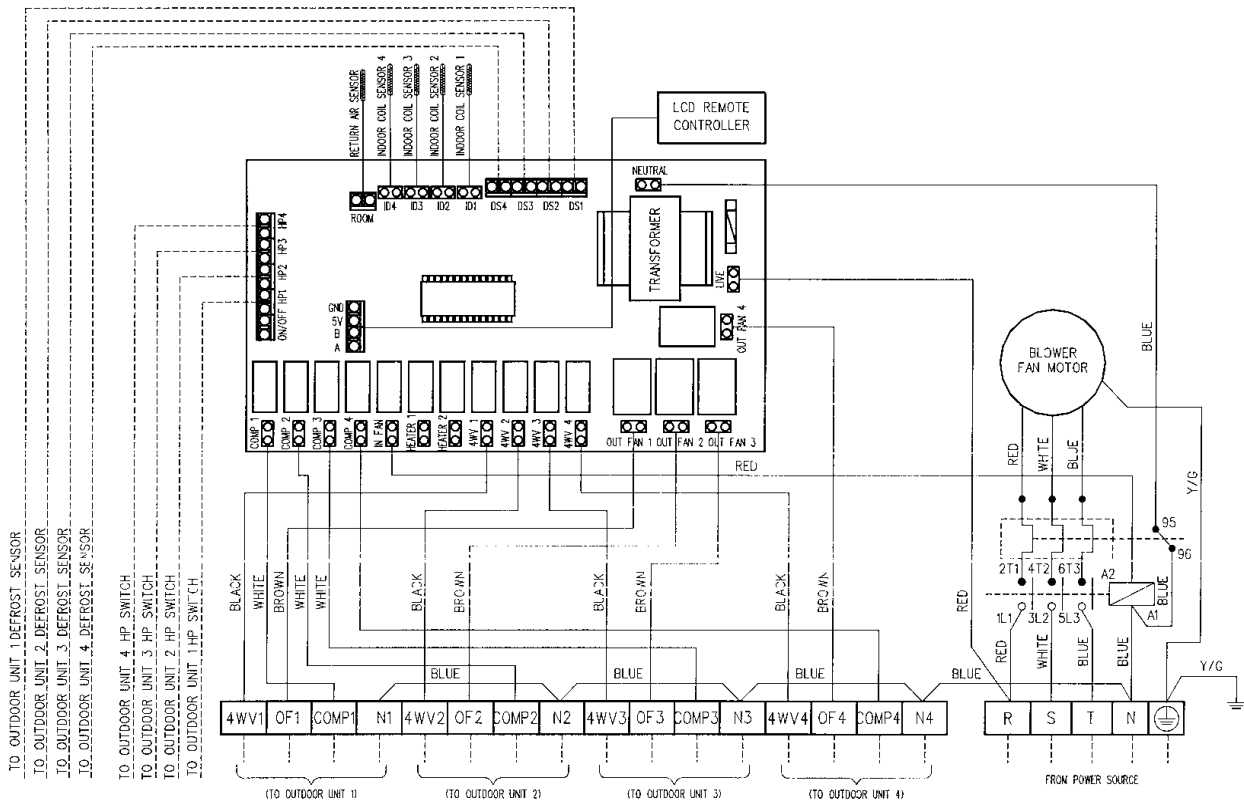 RETURN AIR SENSOR
INDOOR COIL SENSOR 4
INDOOR COIL SENSOR 3
INDOOR COIL SENSOR 2
INDOOR COIL SENSOR 1
LCD REMOTE
CONTROLLER
NEUTRAL
ROOM
ID4
ID3
ID2
ID1
DS4
DS3
DS2
DS1
TRANSFORMER
LIVE
HP4
HP3
HP2
HP1
ON/OFF
GND
5V
B
A
OUT FAN 4
BLUE
BLOWER
FAN MOTOR
COMP 1
COMP 2
COMP 3
COMP 4
IN FAN
HEATER 1
HEATER 2
4WV 1
4WV 2
4WV 3
4WV 4
OUT FAN 1
OUT FAN 2
OUT FAN 3
RED
RED
WHITE
BLUE
Y/G
95
96
2T1
4T2
6T3
A2
A1
BLUE
1L1
3L2
5L3
TO OUTDOOR UNIT 1 DEFROST SENSOR
TO OUTDOOR UNIT 2 DEFROST SENSOR
TO OUTDOOR UNIT 3 DEFROST SENSOR
TO OUTDOOR UNIT 4 DEFROST SENSOR
TO OUTDOOR UNIT 4 HP SWITCH
TO OUTDOOR UNIT 3 HP SWITCH
TO OUTDOOR UNIT 2 HP SWITCH
TO OUTDOOR UNIT 1 HP SWITCH
BLACK
WHITE
BROWN
WHITE
WHITE
BLACK
BROWN
BLACK
BROWN
BLACK
BROWN
RED
RED
WHITE
BLUE
BLUE
BLUE
BLUE
BLUE
BLUE
Y/G
4WV1 OF1 COMP1 N1 4WV2 OF2 COMP2 N2 4WV3 OF3 COMP3 N3 4WV4 OF4 COMP4 N4
R S T N
(TO OUTDOOR UNIT 1)
(TO OUTDOOR UNIT 2)
(TO OUTDOOR UNIT 3)
(TO OUTDOOR UNIT 4)
FROM POWER SOURCE